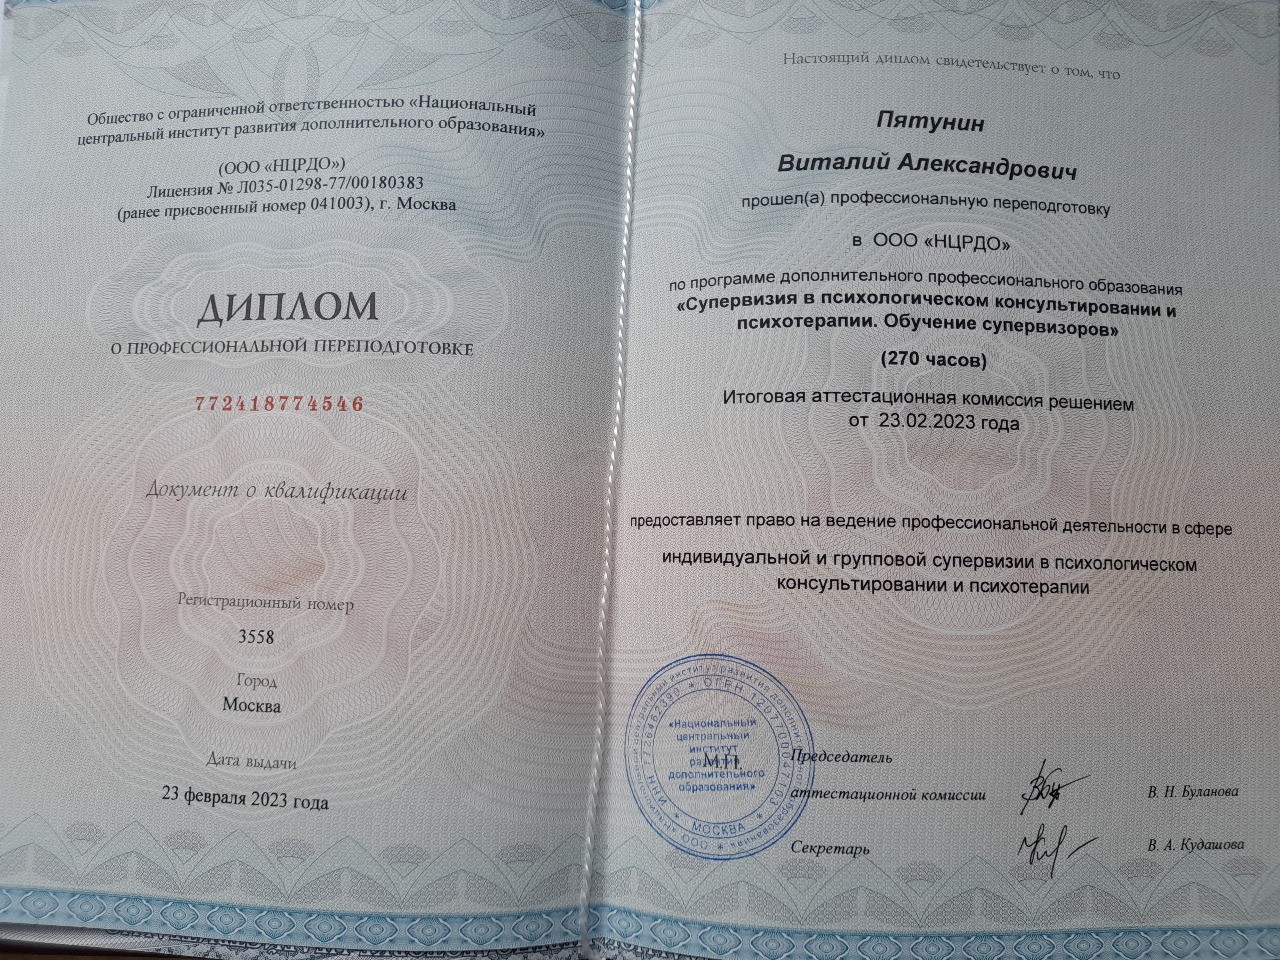 Общество с ограниченной ответственностью «Национальный
центральный институт развития дополнительного образования»
(ООО «НЦРДО»)
Лицензия № Л035-01298-77/00180383
(ранее присвоенный номер 041003), г. Москва
ДИПЛОМ
О ПРОФЕССИОНАЛЬНОЙ ПЕРЕПОДГОТОВКЕ
772418774546
Документ о квалификации
Регистрационный номер
3558
Город
Москва
Дата выдачи
23 февраля 2023 года
Настоящий диплом свидетельствует о том, что
Пятунин
Виталий Александрович
прошел(а) профессиональную переподготовку
в ООО «НЦРДО»
по программе дополнительного профессионального образования
«Супервизия в психологическом консультировании и
психотерапии. Обучение супервизоров»
(270 часов)
Итоговая аттестационная комиссия решением
от 23.02.2023 года
предоставляет право на ведение профессиональной деятельности в сфере
индивидуальной и групповой супервизии в психологическом
консультировании и психотерапии
«Национальный
центральный
институт
развития
дополнительного
образования»
МОСКВА
М.П.
Председатель
аттестационной комиссии
В. Н. Буланова
Секретарь
В. А. Кудашова